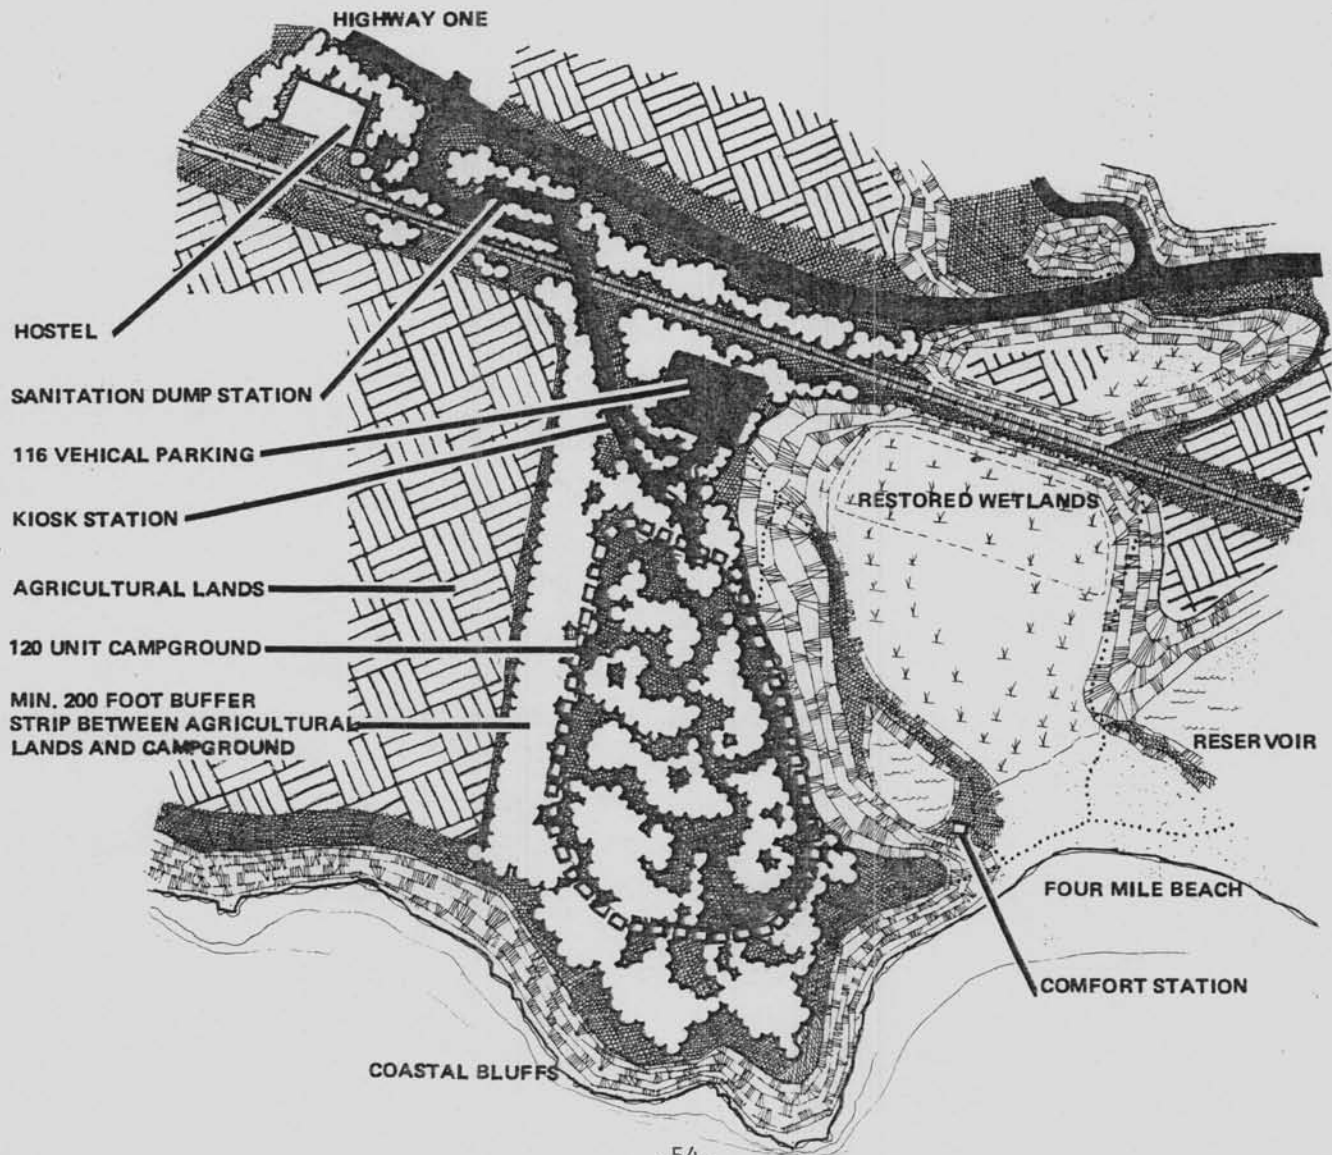 HIGHWAY ONE
HOSTEL
SANITATION DUMP STATION
116 VEHICAL PARKING
KIOSK STATION
AGRICULTURAL LANDS
120 UNIT CAMPGROUND
MIN. 200 FOOT BUFFER
STRIP BETWEEN AGRICULTURAL
LANDS AND CAMPGROUND
RESTORED WETLANDS
RESERVOIR
FOUR MILE BEACH
COMFORT STATION
COASTAL BLUFFS
54